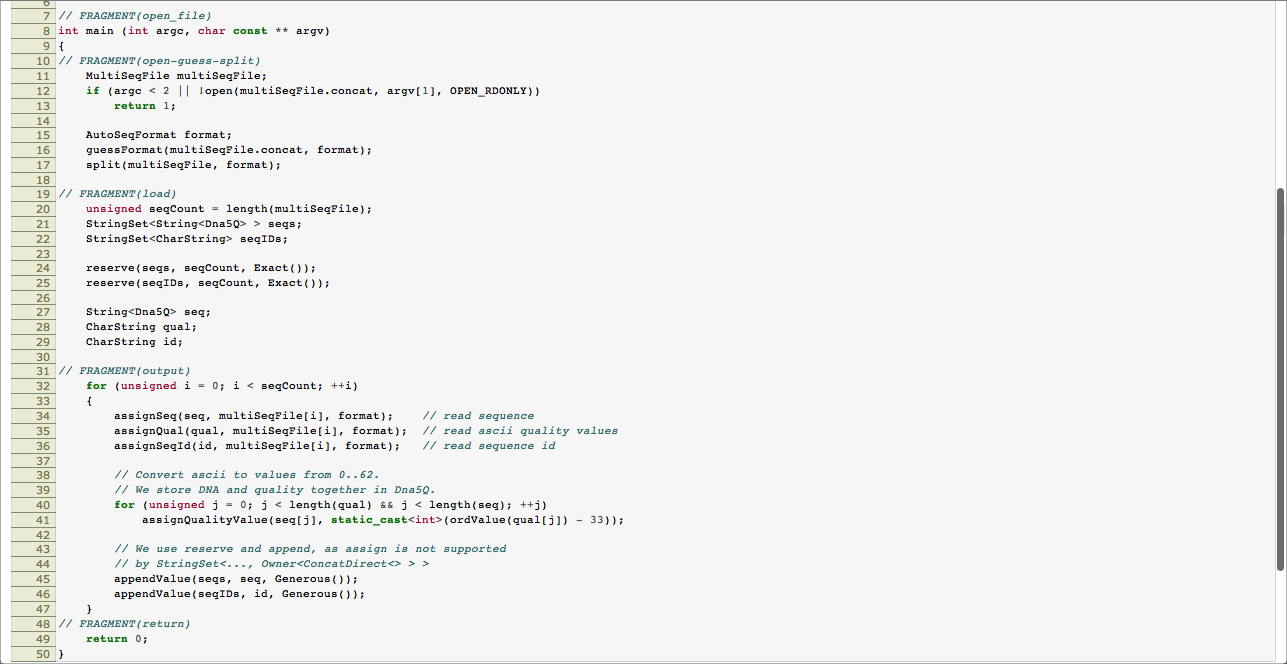 6
7 // FRAGMENT(open_file)
8 int main (int argc, char const ** argv)
9 {
10 // FRAGMENT(open-guess-split)
11     MultiSeqFile multiSeqFile;
12     if (argc < 2 || !open(multiSeqFile.concat, argv[1], OPEN_RDONLY))
13         return 1;
14
15     AutoSeqFormat format;
16     guessFormat(multiSeqFile.concat, format);
17     split(multiSeqFile, format);
18
19 // FRAGMENT(load)
20     unsigned seqCount = length(multiSeqFile);
21     StringSet<String<Dna5Q> > seqs;
22     StringSet<CharString> seqIDs;
23
24     reserve(seqs, seqCount, Exact());
25     reserve(seqIDs, seqCount, Exact());
26
27     String<Dna5Q> seq;
28     CharString qual;
29     CharString id;
30
31 // FRAGMENT(output)
32     for (unsigned i = 0; i < seqCount; ++i)
33     {
34         assignSeq(seq, multiSeqFile[i], format);    // read sequence
35         assignQual(qual, multiSeqFile[i], format);  // read ascii quality values
36         assignSeqId(id, multiSeqFile[i], format);   // read sequence id
37
38         // Convert ascii to values from 0..62.
39         // We store DNA and quality together in Dna5Q.
40         for (unsigned j = 0; j < length(qual) && j < length(seq); ++j)
41             assignQualityValue(seq[j], static_cast<int>(ordValue(qual[j]) - 33));
42
43         // We use reserve and append, as assign is not supported
44         // by StringSet<..., Owner<ConcatDirect<> > >
45         appendValue(seqs, seq, Generous());
46         appendValue(seqIDs, id, Generous());
47     }
48 // FRAGMENT(return)
49     return 0;
50 }